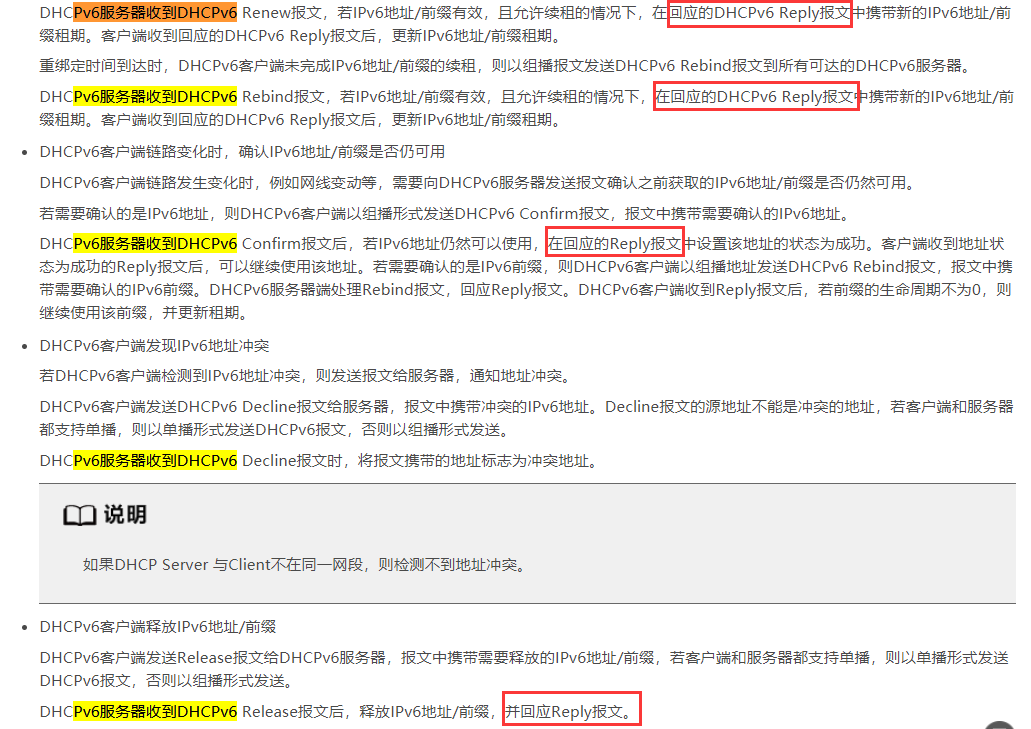 DHCPv6服务器收到DHCPv6 Renew报文，若IPv6地址/前缀有效，且允许续租的情况下，在回应的DHCPv6 Reply报文中携带新的IPv6地址/前
缀租期。客户端收到回应的DHCPv6 Reply报文后，更新IPv6地址/前缀租期。
重绑定时间到达时，DHCPv6客户端未完成IPv6地址/前缀的续租，则以组播报文发送DHCPv6 Rebind报文到所有可达的DHCPv6服务器。
DHCPv6服务器收到DHCPv6 Rebind报文，若IPv6地址/前缀有效，且允许续租的情况下，在回应的DHCPv6 Reply报文中携带新的IPv6地址/前
缀租期。客户端收到回应的DHCPv6 Reply报文后，更新IPv6地址/前缀租期。
• DHCPv6客户端链路变化时，确认IPv6地址/前缀是否仍可用
DHCPv6客户端链路发生变化时，例如网线变动等，需要向DHCPv6服务器发送报文确认之前获取的IPv6地址/前缀是否仍然可用。
若需要确认的是IPv6地址，则DHCPv6客户端以组播形式发送DHCPv6 Confirm报文，报文中携带需要确认的IPv6地址。
DHCPv6服务器收到DHCPv6 Confirm报文后，若IPv6地址仍然可以使用，在回应的Reply报文中设置该地址的状态为成功。客户端收到地址状
态为成功的Reply报文后，可以继续使用该地址。若需要确认的是IPv6前缀，则DHCPv6客户端以组播地址发送DHCPv6 Rebind报文，报文中携
带需要确认的IPv6前缀。DHCPv6服务器端处理Rebind报文，回应Reply报文。DHCPv6客户端收到Reply报文后，若前缀的生命周期不为0，则
继续使用该前缀，并更新租期。
• DHCPv6客户端发现IPv6地址冲突
若DHCPv6客户端检测到IPv6地址冲突，则发送报文给服务器，通知地址冲突。
DHCPv6客户端发送DHCPv6 Decline报文给服务器，报文中携带冲突的IPv6地址。Decline报文的源地址不能是冲突的地址，若客户端和服务器
都支持单播，则以单播形式发送DHCPv6报文，否则以组播形式发送。
DHCPv6服务器收到DHCPv6 Decline报文时，将报文携带的地址标志为冲突地址。
说明
如果DHCP Server 与Client不在同一网段，则检测不到地址冲突。
• DHCPv6客户端释放IPv6地址/前缀
DHCPv6客户端发送Release报文给DHCPv6服务器，报文中携带需要释放的IPv6地址/前缀，若客户端和服务器都支持单播，则以单播形式发送
DHCPv6报文，否则以组播形式发送。
DHCPv6服务器收到DHCPv6 Release报文后，释放IPv6地址/前缀，并回应Reply报文。